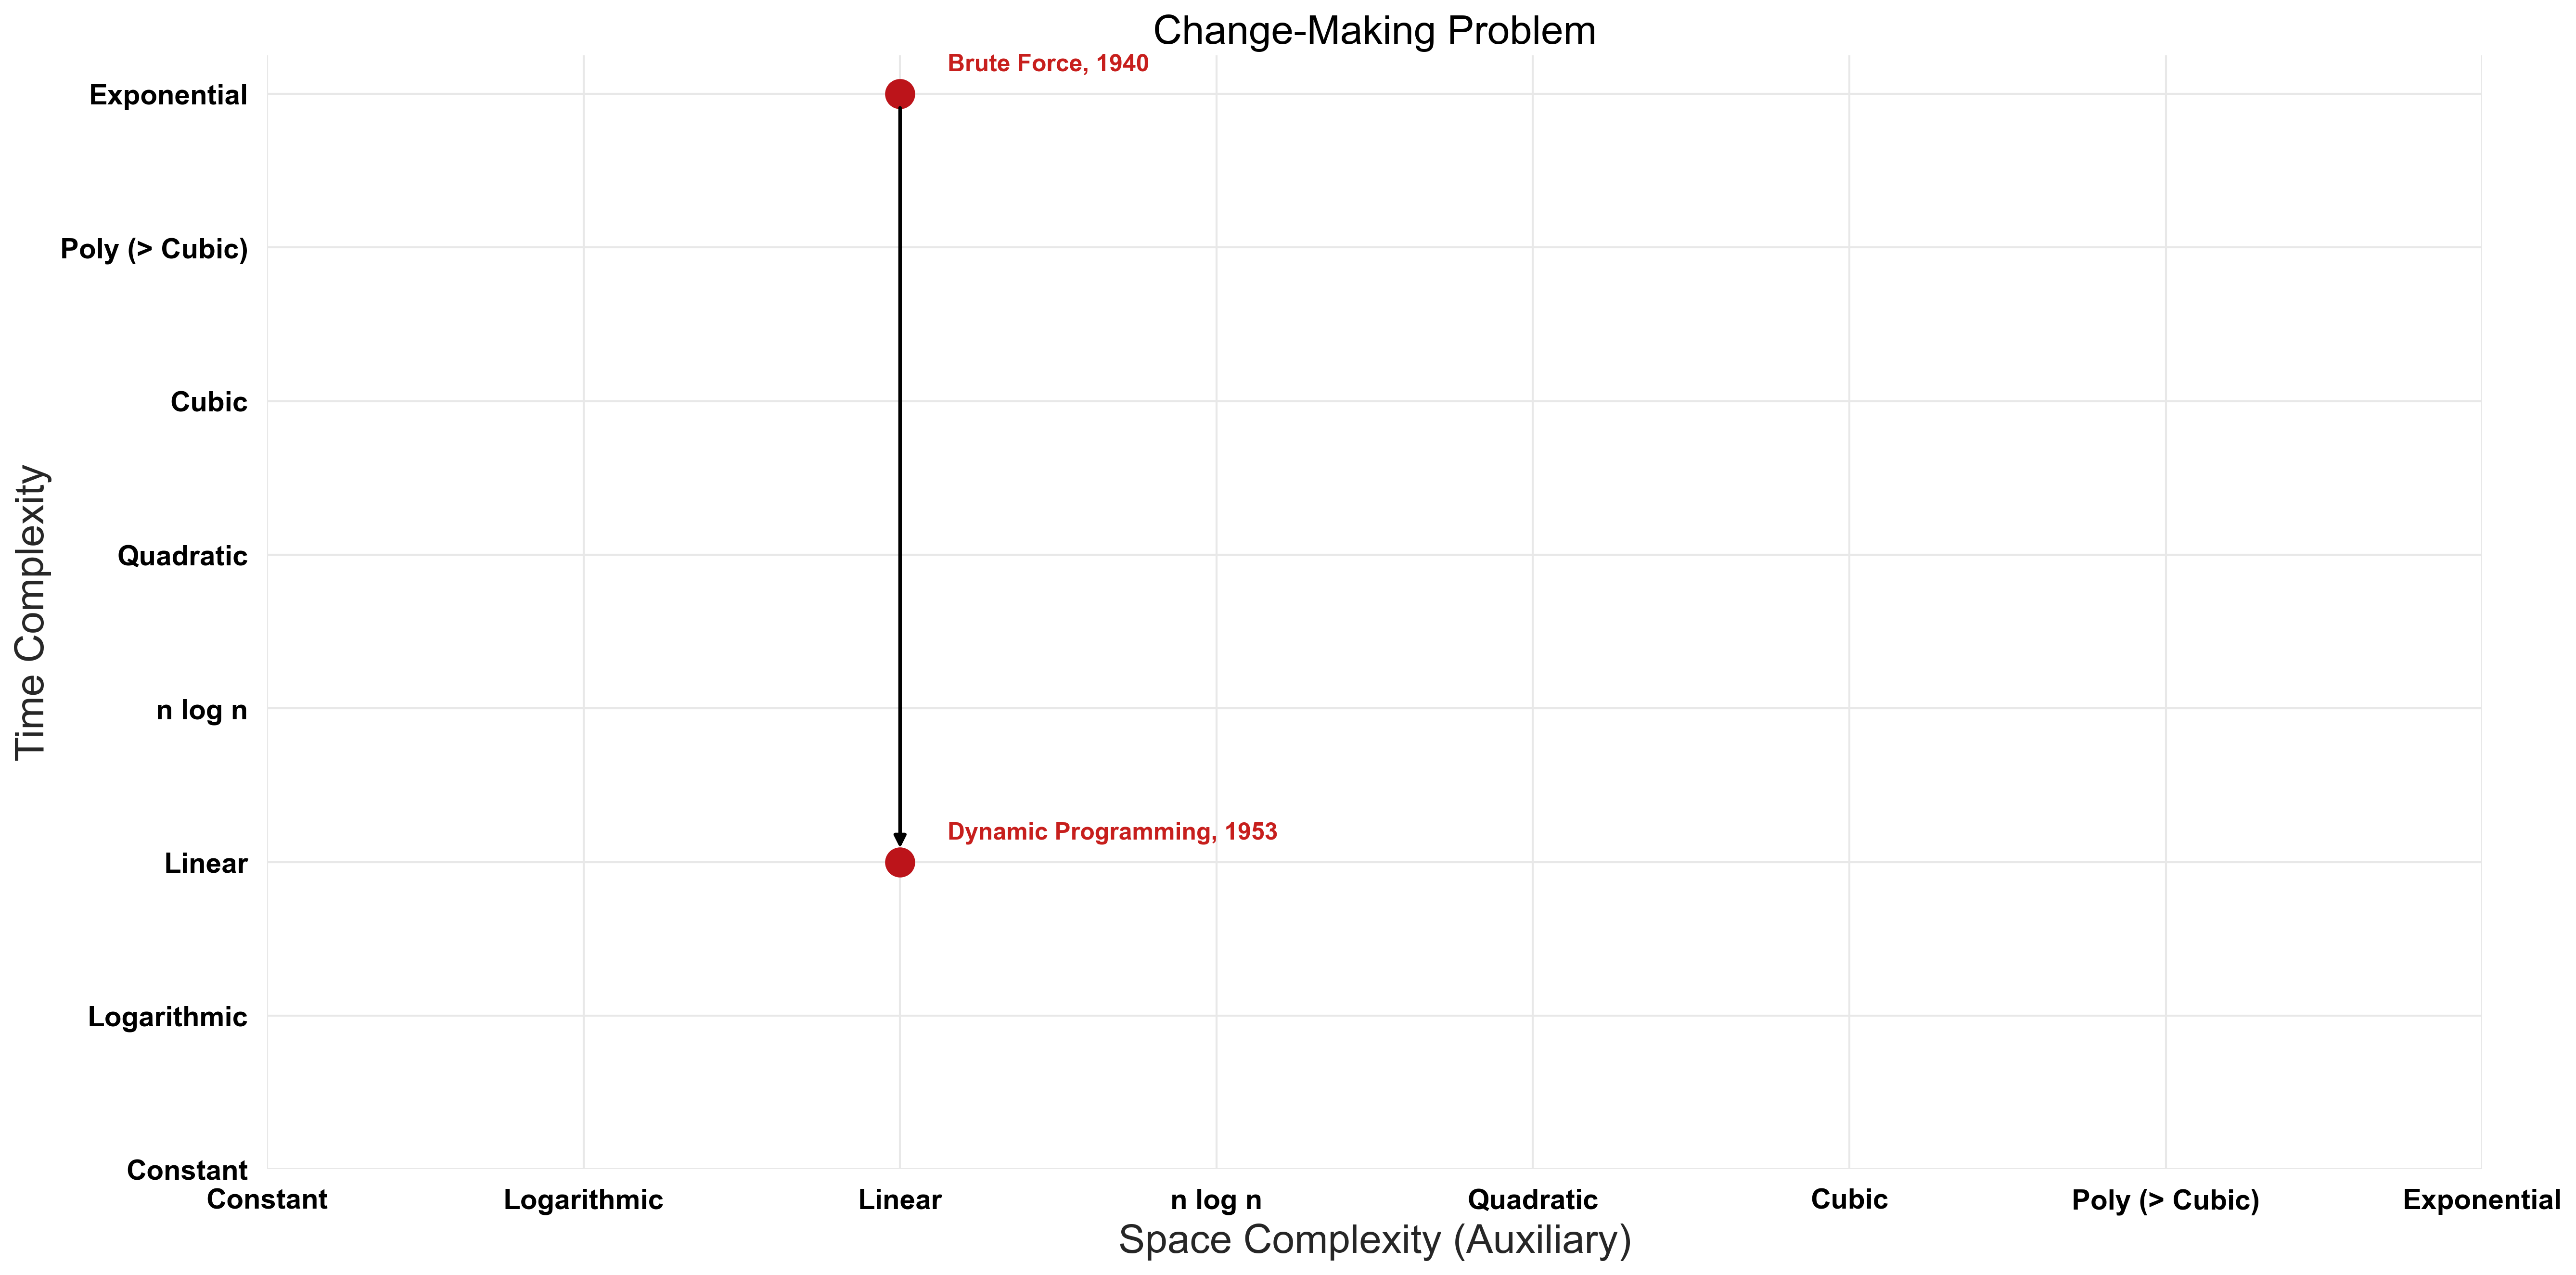 Change-Making Problem
Brute Force, 1940
Exponential
Poly (> Cubic)
Cubic
Quadratic
n log n
Dynamic Programming, 1953
Linear
Logarithmic
Constant
Time Complexity
Constant
Logarithmic
Linear
n log n
Quadratic
Cubic
Poly (> Cubic)
Exponential
Space Complexity (Auxiliary)